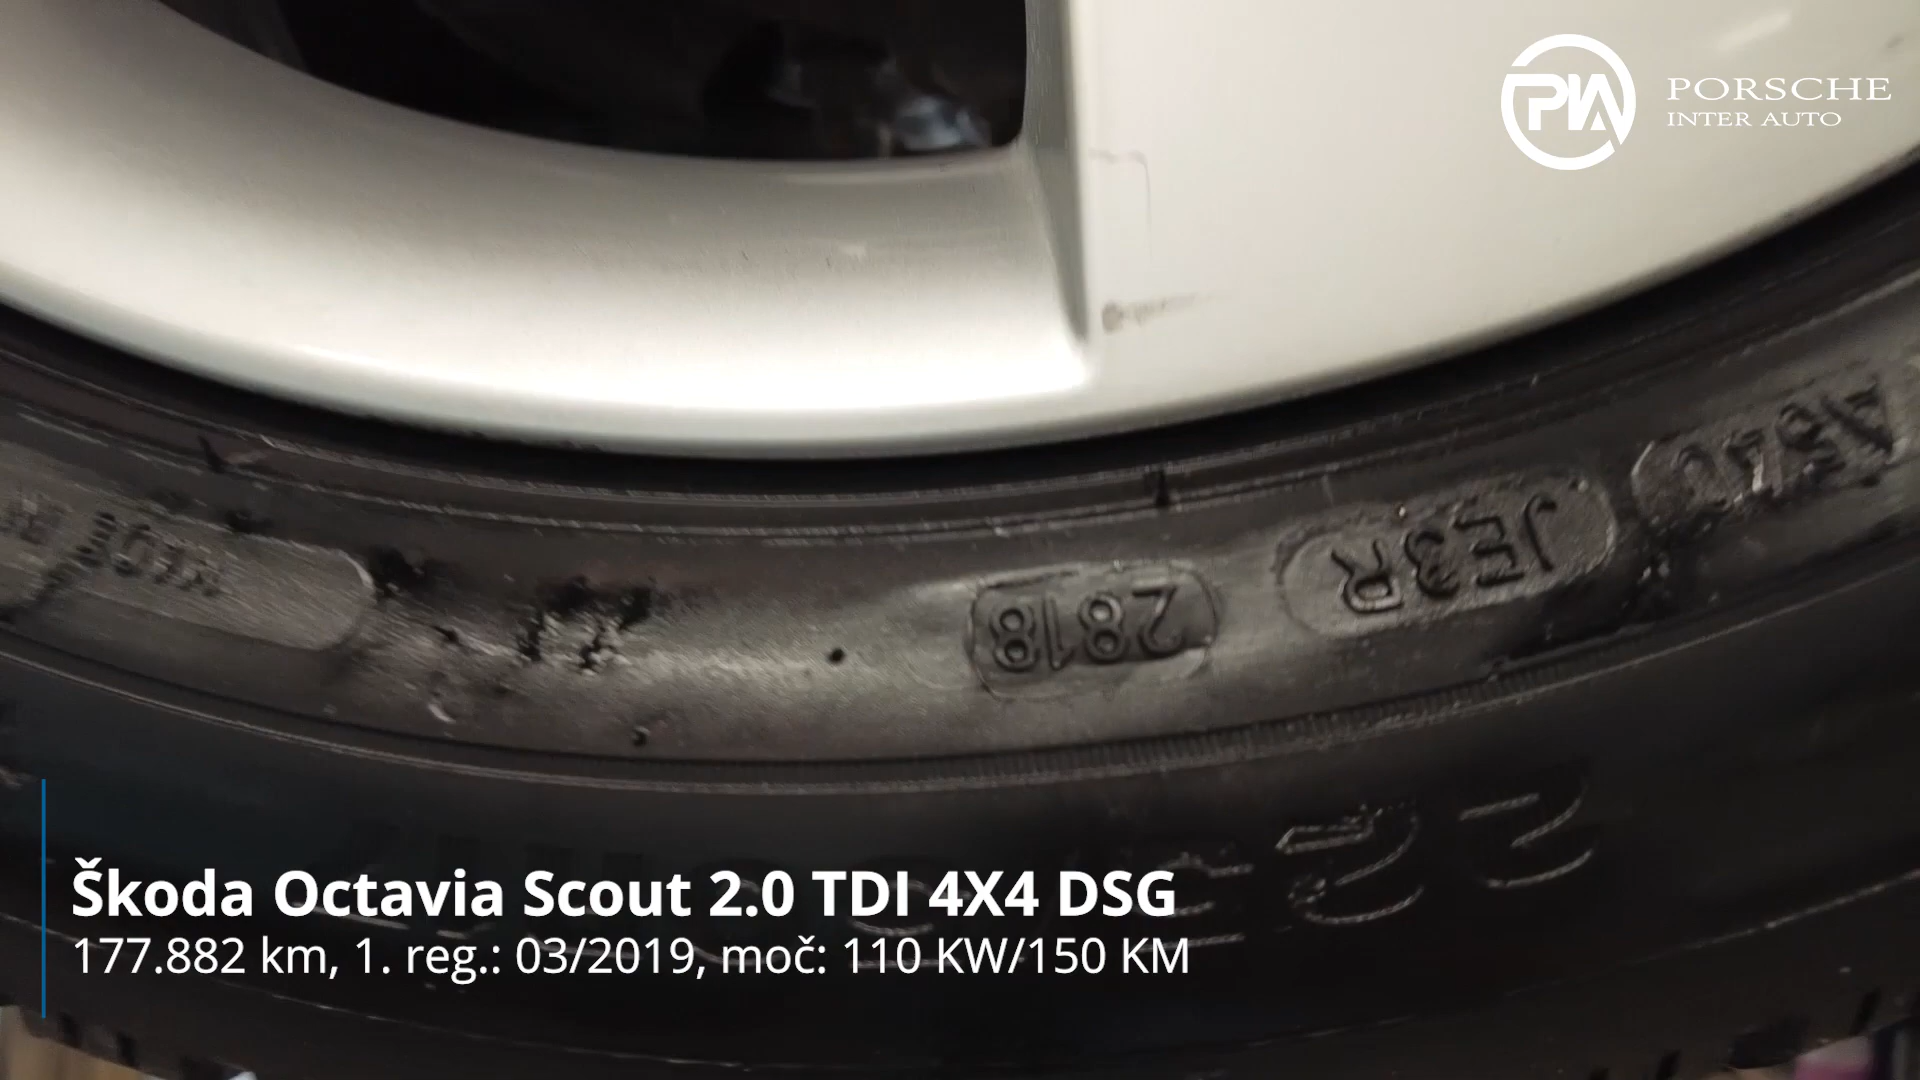 PIA PORSCHE
INTER AUTO
JE3R
2818
Škoda Octavia Scout 2.0 TDI 4X4 DSG
177.882 km, 1. reg.: 03/2019, moč: 110 KW/150 KM